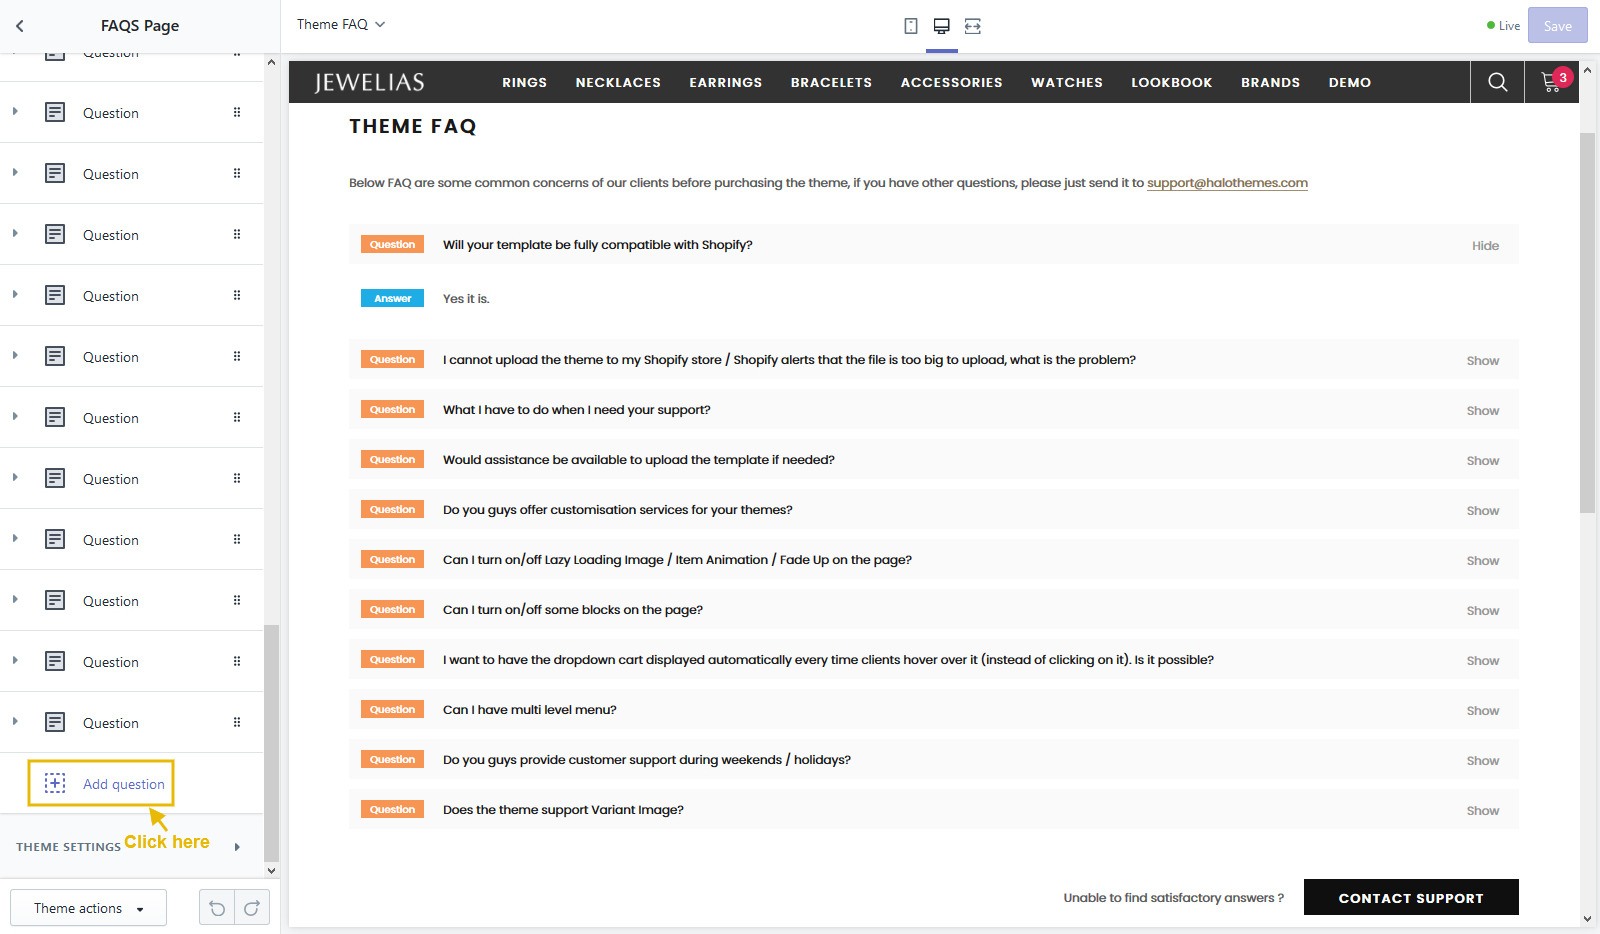 FAQS Page
Theme FAQ
Live
Save
Question
Question
Question
Question
Question
Question
Question
Question
Question
Question
Question
Question
Add question
Click here
THEME SETTINGS
Theme actions
JEWELIAS
RINGS NECKLACES EARRINGS BRACELETS ACCESSORIES WATCHES LOOKBOOK BRANDS DEMO
3
THEME FAQ
Below FAQ are some common concerns of our clients before purchasing the theme, if you have other questions, please just send it to support@halothemes.com
Question Will your template be fully compatible with Shopify? Hide
Answer Yes it is.
Question I cannot upload the theme to my Shopify store / Shopify alerts that the file is too big to upload, what is the problem? Show
Question What I have to do when I need your support? Show
Question Would assistance be available to upload the template if needed? Show
Question Do you guys offer customisation services for your themes? Show
Question Can I turn on/off Lazy Loading Image / Item Animation / Fade Up on the page? Show
Question Can I turn on/off some blocks on the page? Show
Question I want to have the dropdown cart displayed automatically every time clients hover over it (instead of clicking on it). Is it possible? Show
Question Can I have multi level menu? Show
Question Do you guys provide customer support during weekends / holidays? Show
Question Does the theme support Variant Image? Show
Unable to find satisfactory answers ? CONTACT SUPPORT